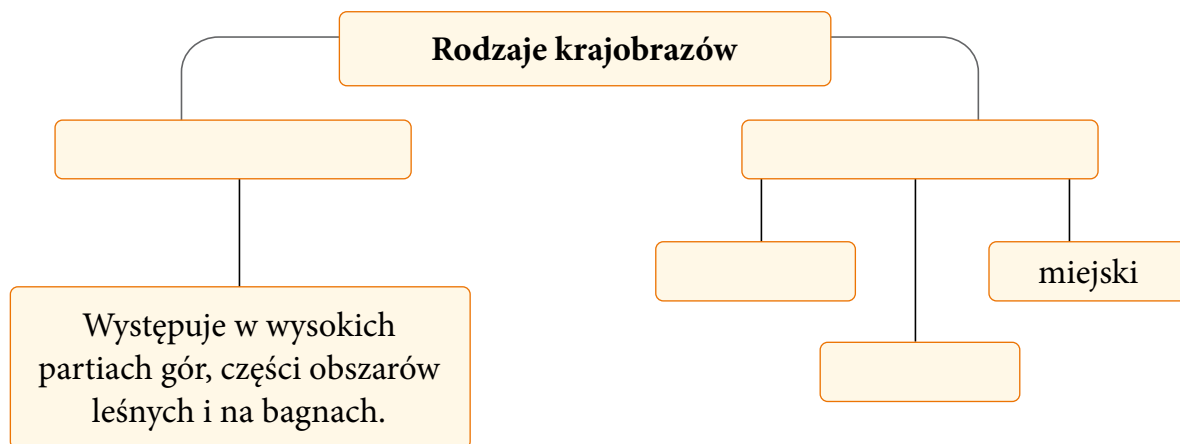 Rodzaje krajobrazów
miejski
Występuje w wysokich
partiach gór, części obszarów
leśnych i na bagnach.